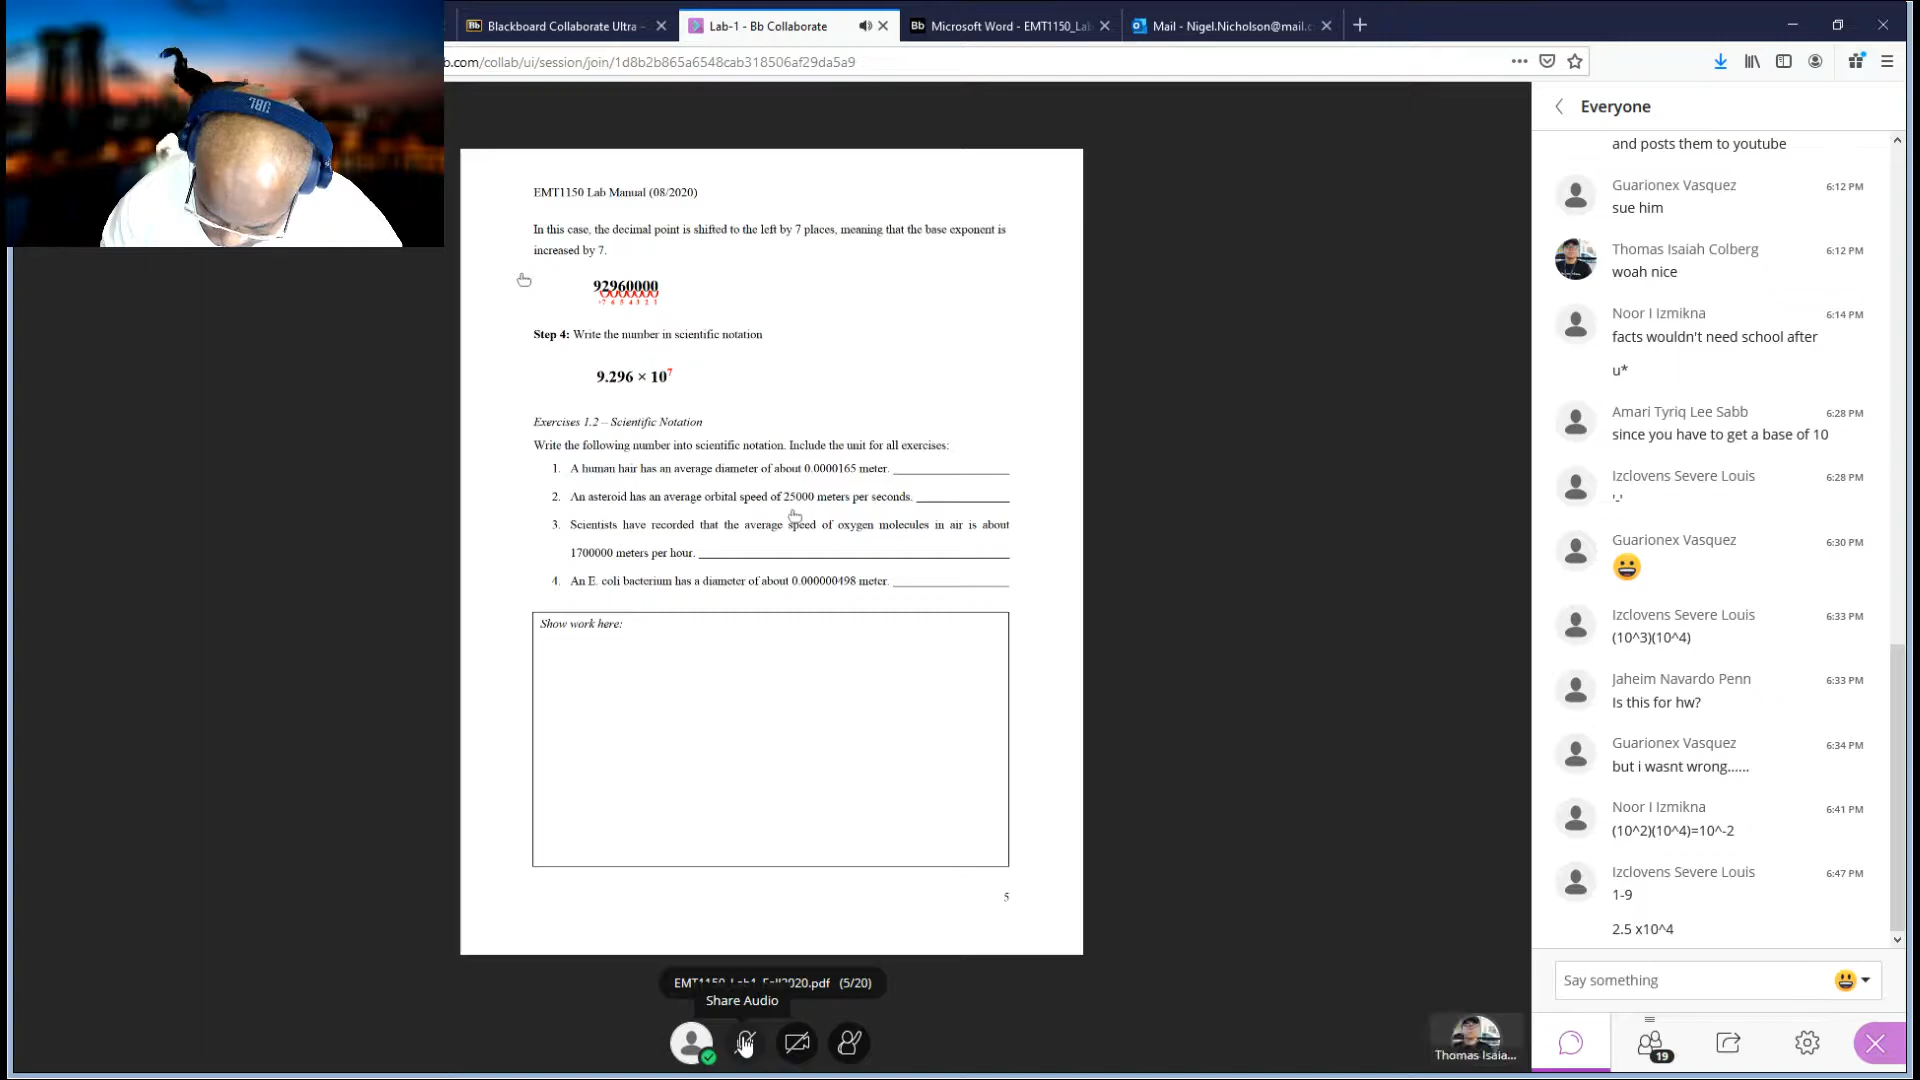 JBL
Blackboard Collaborate Ultra –
Lab-1 - Bb Collaborate
Microsoft Word - EMT1150_La
Mail - Nigel.Nicholson@mail.c
b.com/collab/ui/session/join/1d8b2b865a6548cab318506af29da5a9
EMT1150 Lab Manual (08/2020)
In this case, the decimal point is shifted to the left by 7 places, meaning that the base exponent is
increased by 7.
92960000
+7 6 5 4 3 2 1
Step 4: Write the number in scientific notation
9.296 × 10⁷
Exercises 1.2 – Scientific Notation
Write the following number into scientific notation. Include the unit for all exercises:
1. A human hair has an average diameter of about 0.0000165 meter.
2. An asteroid has an average orbital speed of 25000 meters per seconds.
3. Scientists have recorded that the average speed of oxygen molecules in air is about
1700000 meters per hour.
4. An E. coli bacterium has a diameter of about 0.000000498 meter.
Show work here:
5
(5/20)
Share Audio
Thomas Isaia...
Everyone
and posts them to youtube
Guarionex Vasquez 6:12 PM
sue him
Thomas Isaiah Colberg 6:12 PM
woah nice
Noor I Izmikna 6:14 PM
facts wouldn't need school after
u*
Amari Tyriq Lee Sabb 6:28 PM
since you have to get a base of 10
Izclovens Severe Louis 6:28 PM
'-'
Guarionex Vasquez 6:30 PM
Izclovens Severe Louis 6:33 PM
(10^3)(10^4)
Jaheim Navardo Penn 6:33 PM
Is this for hw?
Guarionex Vasquez 6:34 PM
but i wasnt wrong......
Noor I Izmikna 6:41 PM
(10^2)(10^4)=10^-2
Izclovens Severe Louis 6:47 PM
1-9
2.5 x10^4
Say something
19